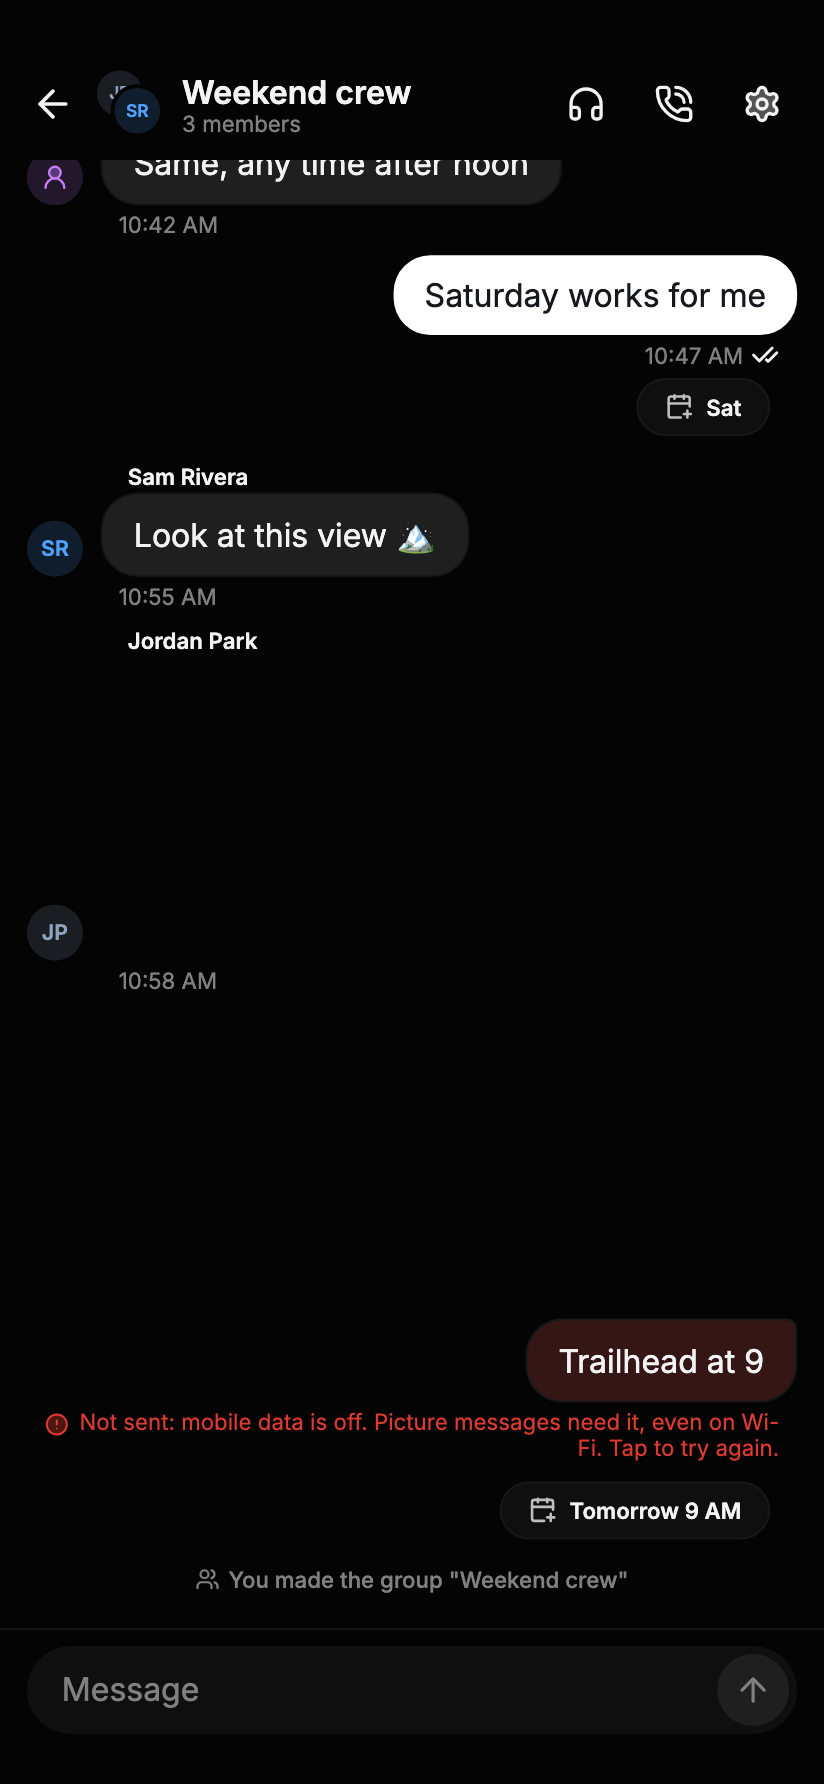 JP
SR
Weekend crew
3 members
Same, any time after noon
10:42 AM
Saturday works for me
10:47 AM
Sat
Sam Rivera
SR
Look at this view 🏔️
10:55 AM
Jordan Park
JP
10:58 AM
Trailhead at 9
Not sent: mobile data is off. Picture messages need it, even on Wi-
Fi. Tap to try again.
Tomorrow 9 AM
You made the group "Weekend crew"
Message